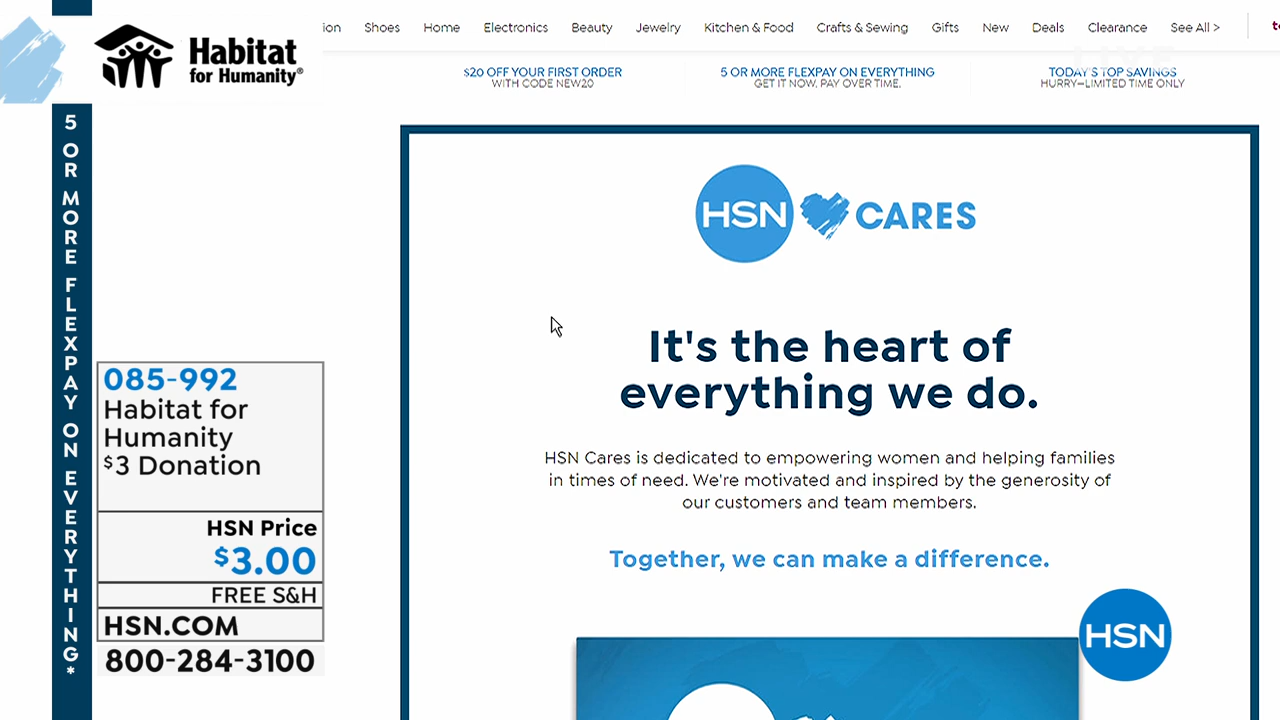 Habitat
for Humanity®
ion Shoes Home Electronics Beauty Jewelry Kitchen & Food Crafts & Sewing Gifts New Deals Clearance See All >
LIVE
$20 OFF YOUR FIRST ORDER
WITH CODE NEW20
5 OR MORE FLEXPAY ON EVERYTHING
GET IT NOW. PAY OVER TIME.
TODAY'S TOP SAVINGS
HURRY—LIMITED TIME ONLY
5 OR MORE FLEXPAY ON EVERYTHING*
HSN CARES
It's the heart of
everything we do.
HSN Cares is dedicated to empowering women and helping families
in times of need. We're motivated and inspired by the generosity of
our customers and team members.
Together, we can make a difference.
085-992
Habitat for
Humanity
$3 Donation
HSN Price
$3.00
FREE S&H
HSN.COM
800-284-3100
HSN